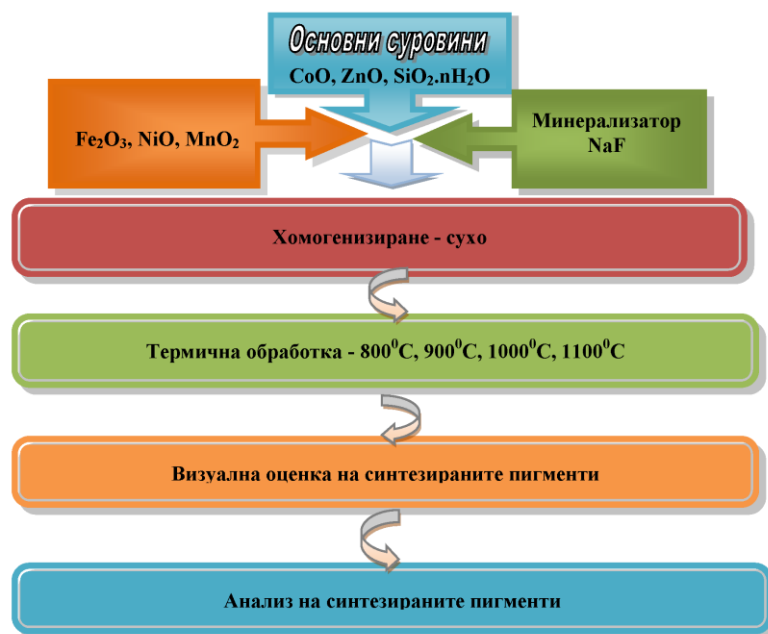 Основни суровини
CoO, ZnO, SiO₂.nH₂O
Fe₂O₃, NiO, MnO₂
Минерализатор
NaF
Хомогенизиране - сухо
Термична обработка - 800⁰C, 900⁰C, 1000⁰C, 1100⁰C
Визуална оценка на синтезираните пигменти
Анализ на синтезираните пигменти